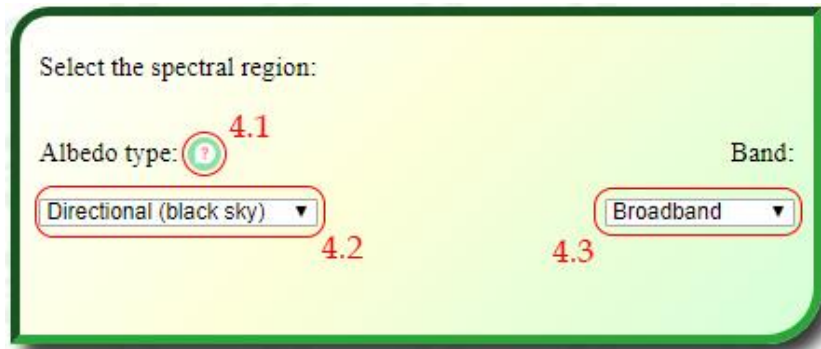 Select the spectral region:
4.1
Albedo type: ? Band:
Directional (black sky) ▼ Broadband ▼
4.2 4.3